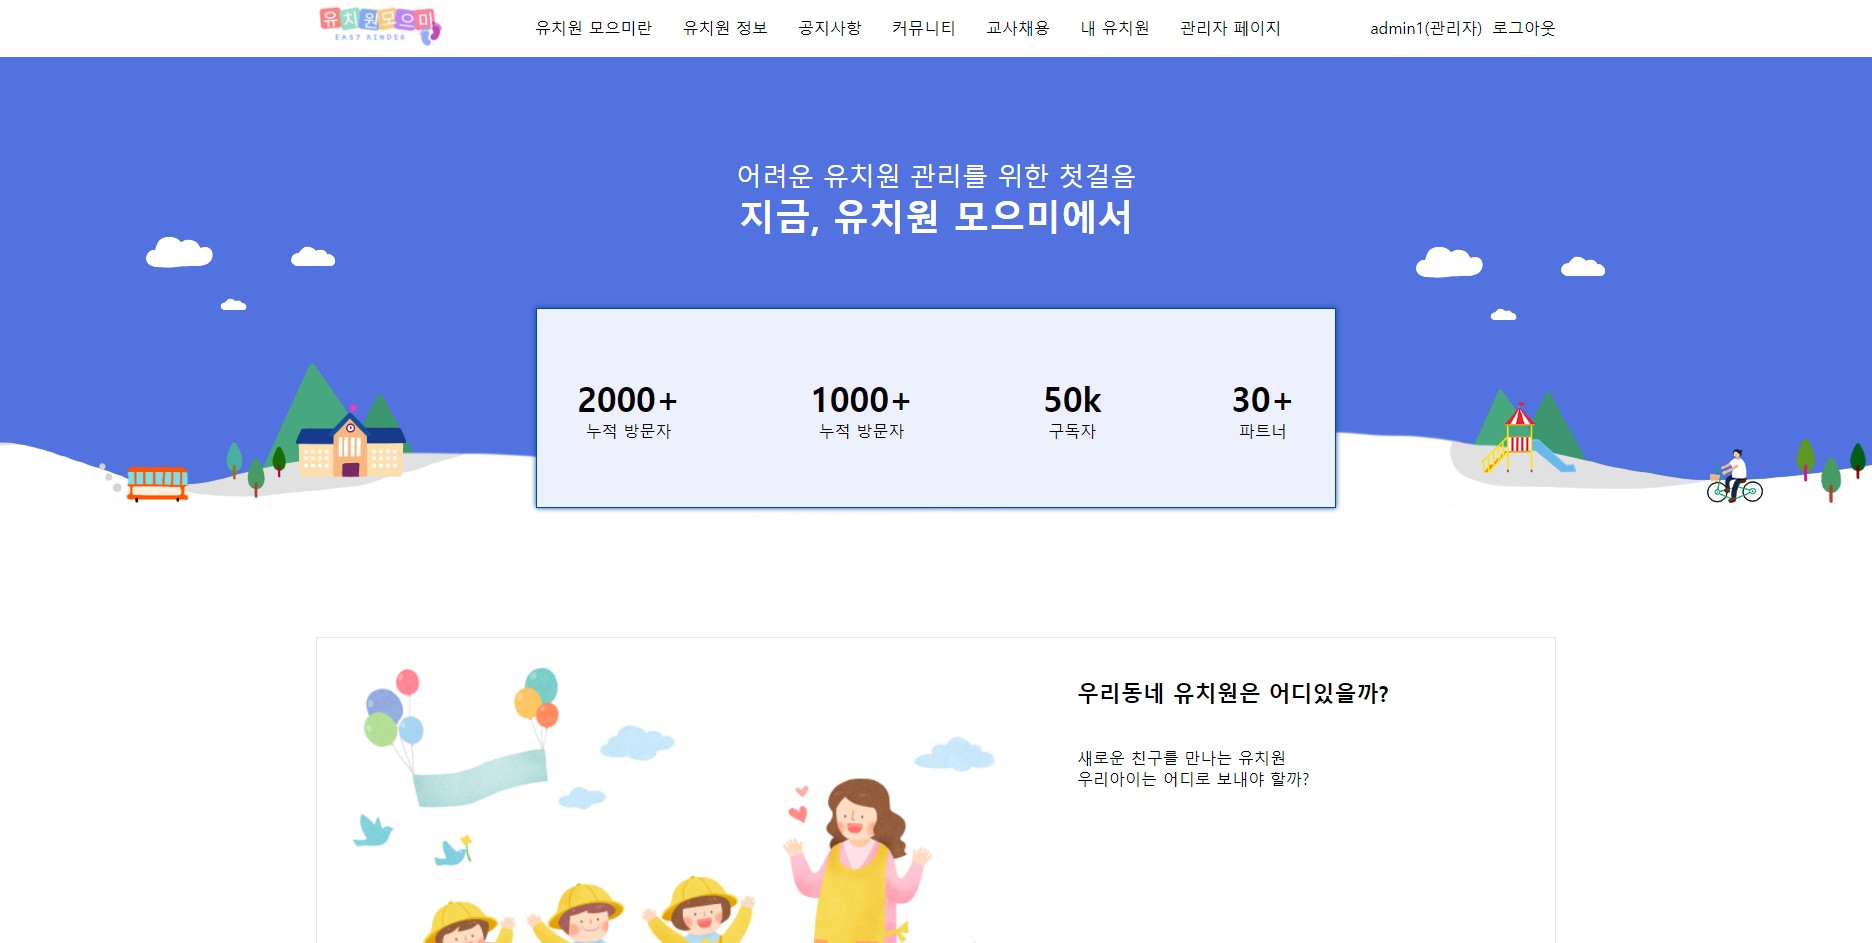 유치원모으미
EASY KINDER
유치원 모으미란 유치원 정보 공지사항 커뮤니티 교사채용 내 유치원 관리자 페이지 admin1(관리자) 로그아웃
어려운 유치원 관리를 위한 첫걸음
지금, 유치원 모으미에서
2000+
누적 방문자
1000+
누적 방문자
50k
구독자
30+
파트너
우리동네 유치원은 어디있을까?
새로운 친구를 만나는 유치원
우리아이는 어디로 보내야 할까?